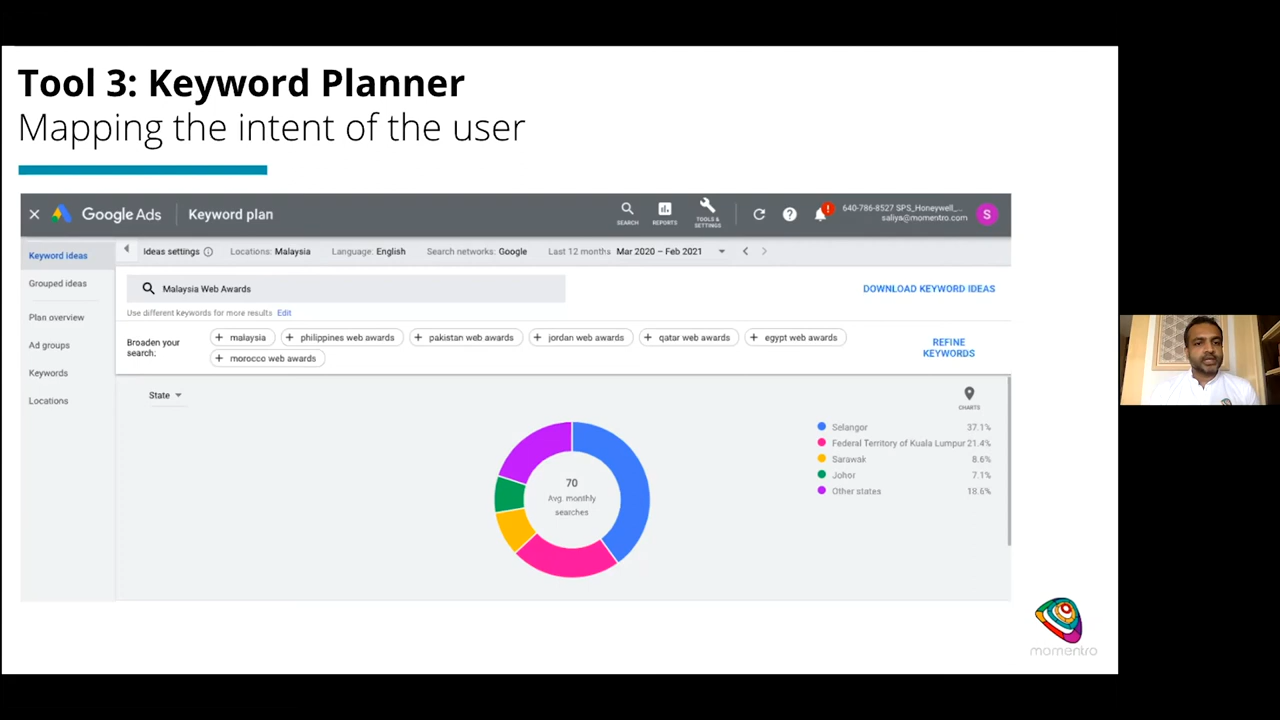 Tool 3: Keyword Planner
Mapping the intent of the user
Google Ads Keyword plan
SEARCH REPORTS TOOLS & SETTINGS
640-786-8527 SPS_Honeywell_...
saliya@momentro.com
S
Keyword ideas
Grouped ideas
Plan overview
Ad groups
Keywords
Locations
Ideas settings Locations: Malaysia Language: English Search networks: Google Last 12 months Mar 2020 – Feb 2021
Malaysia Web Awards
DOWNLOAD KEYWORD IDEAS
Use different keywords for more results Edit
Broaden your search:
+ malaysia + philippines web awards + pakistan web awards + jordan web awards + qatar web awards + egypt web awards
+ morocco web awards
REFINE KEYWORDS
State
CHARTS
70
Avg. monthly
searches
Selangor 37.1%
Federal Territory of Kuala Lumpur 21.4%
Sarawak 8.6%
Johor 7.1%
Other states 18.6%
momentro